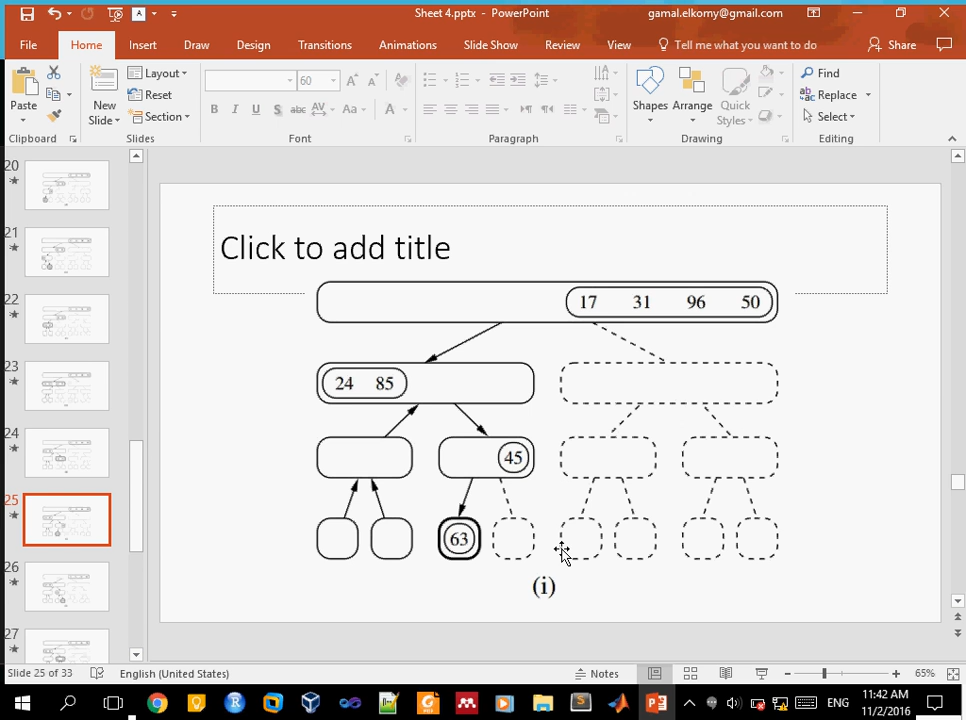 Sheet 4.pptx - PowerPoint
gamal.elkomy@gmail.com
File Home Insert Draw Design Transitions Animations Slide Show Review View Tell me what you want to do Share
Paste
New Slide
Layout
Reset
Section
60
B I U S abc AV Aa A
Shapes
Arrange
Quick Styles
Find
Replace
Select
Clipboard Slides Font Paragraph Drawing Editing
20
21
22
23
24
25
26
27
Click to add title
17 31 96 50
24 85
45
63
(i)
Slide 25 of 33 English (United States) Notes 65%
ENG
11:42 AM
11/2/2016